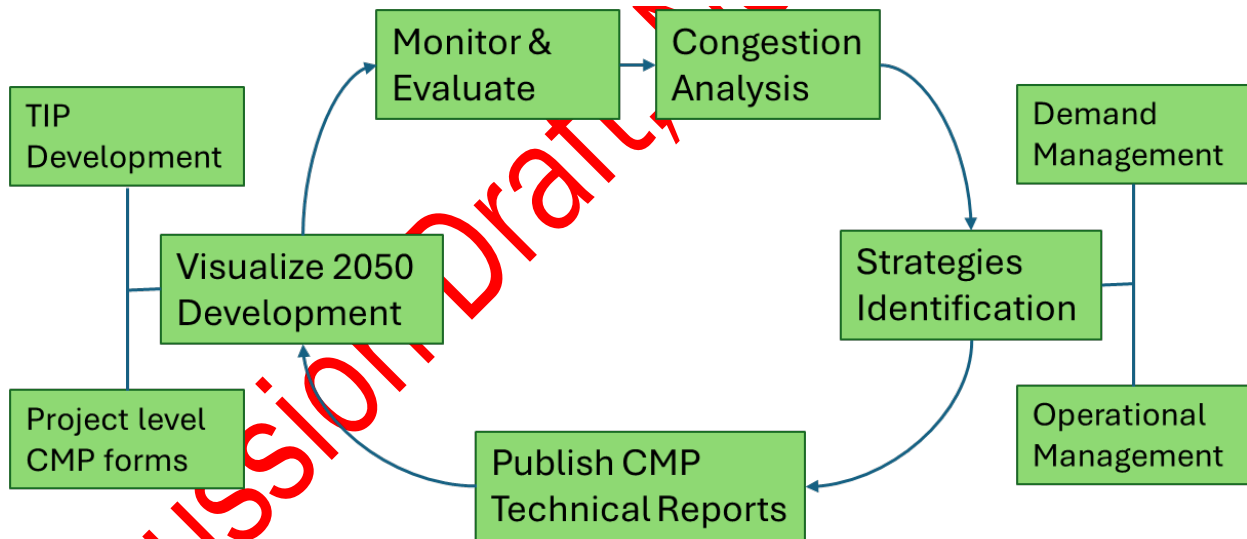 Monitor &
Evaluate
Congestion
Analysis
TIP
Development
Demand
Management
Visualize 2050
Development
Strategies
Identification
Project level
CMP forms
Operational
Management
Publish CMP
Technical Reports
Draft,